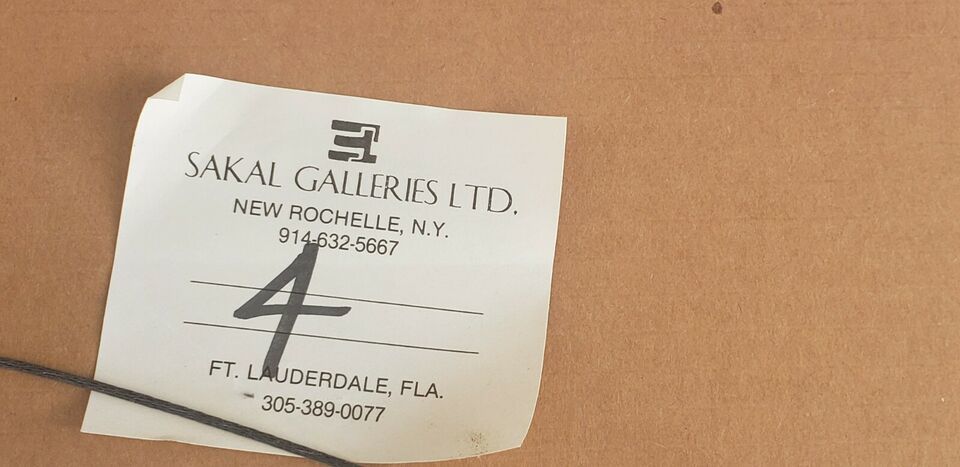 SAKAL GALLERIES LTD.
NEW ROCHELLE, N.Y.
914-632-5667
4
FT. LAUDERDALE, FLA.
305-389-0077